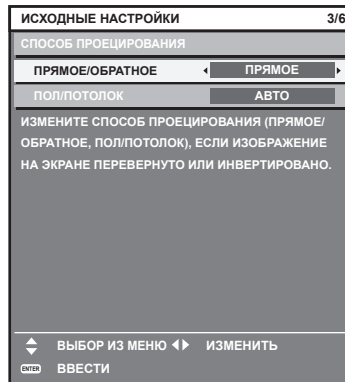 ИСХОДНЫЕ НАСТРОЙКИ 3/6
СПОСОБ ПРОЕЦИРОВАНИЯ
ПРЯМОЕ/ОБРАТНОЕ ПРЯМОЕ
ПОЛ/ПОТОЛОК АВТО
ИЗМЕНИТЕ СПОСОБ ПРОЕЦИРОВАНИЯ (ПРЯМОЕ/
ОБРАТНОЕ, ПОЛ/ПОТОЛОК), ЕСЛИ ИЗОБРАЖЕНИЕ
НА ЭКРАНЕ ПЕРЕВЕРНУТО ИЛИ ИНВЕРТИРОВАНО.
ВЫБОР ИЗ МЕНЮ ИЗМЕНИТЬ
ENTER ВВЕСТИ